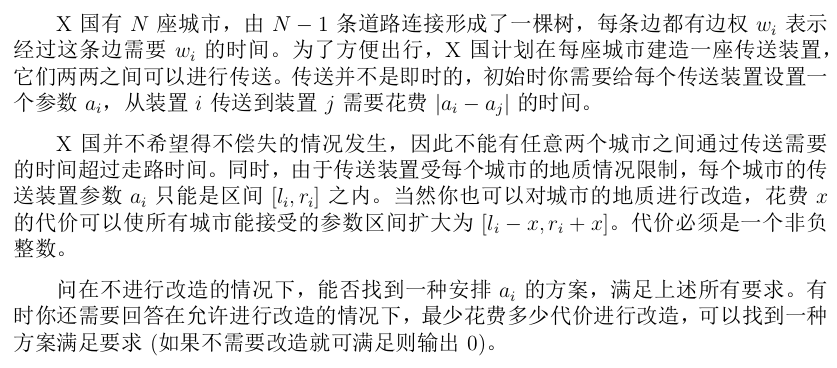 X 国有 N 座城市，由 N − 1 条道路连接形成了一棵树，每条边都有边权 w_i 表示
经过这条边需要 w_i 的时间。为了方便出行，X 国计划在每座城市建造一座传送装置，
它们两两之间可以进行传送。传送并不是即时的，初始时你需要给每个传送装置设置一
个参数 a_i，从装置 i 传送到装置 j 需要花费 |a_i − a_j| 的时间。
X 国并不希望得不偿失的情况发生，因此不能有任意两个城市之间通过传送需要
的时间超过走路时间。同时，由于传送装置受每个城市的地质情况限制，每个城市的传
送装置参数 a_i 只能是区间 [l_i, r_i] 之内。当然你也可以对城市的地质进行改造，花费 x
的代价可以使所有城市能接受的参数区间扩大为 [l_i − x, r_i + x]。代价必须是一个非负
整数。
问在不进行改造的情况下，能否找到一种安排 a_i 的方案，满足上述所有要求。有
时你还需要回答在允许进行改造的情况下，最少花费多少代价进行改造，可以找到一种
方案满足要求 (如果不需要改造就可满足则输出 0)。